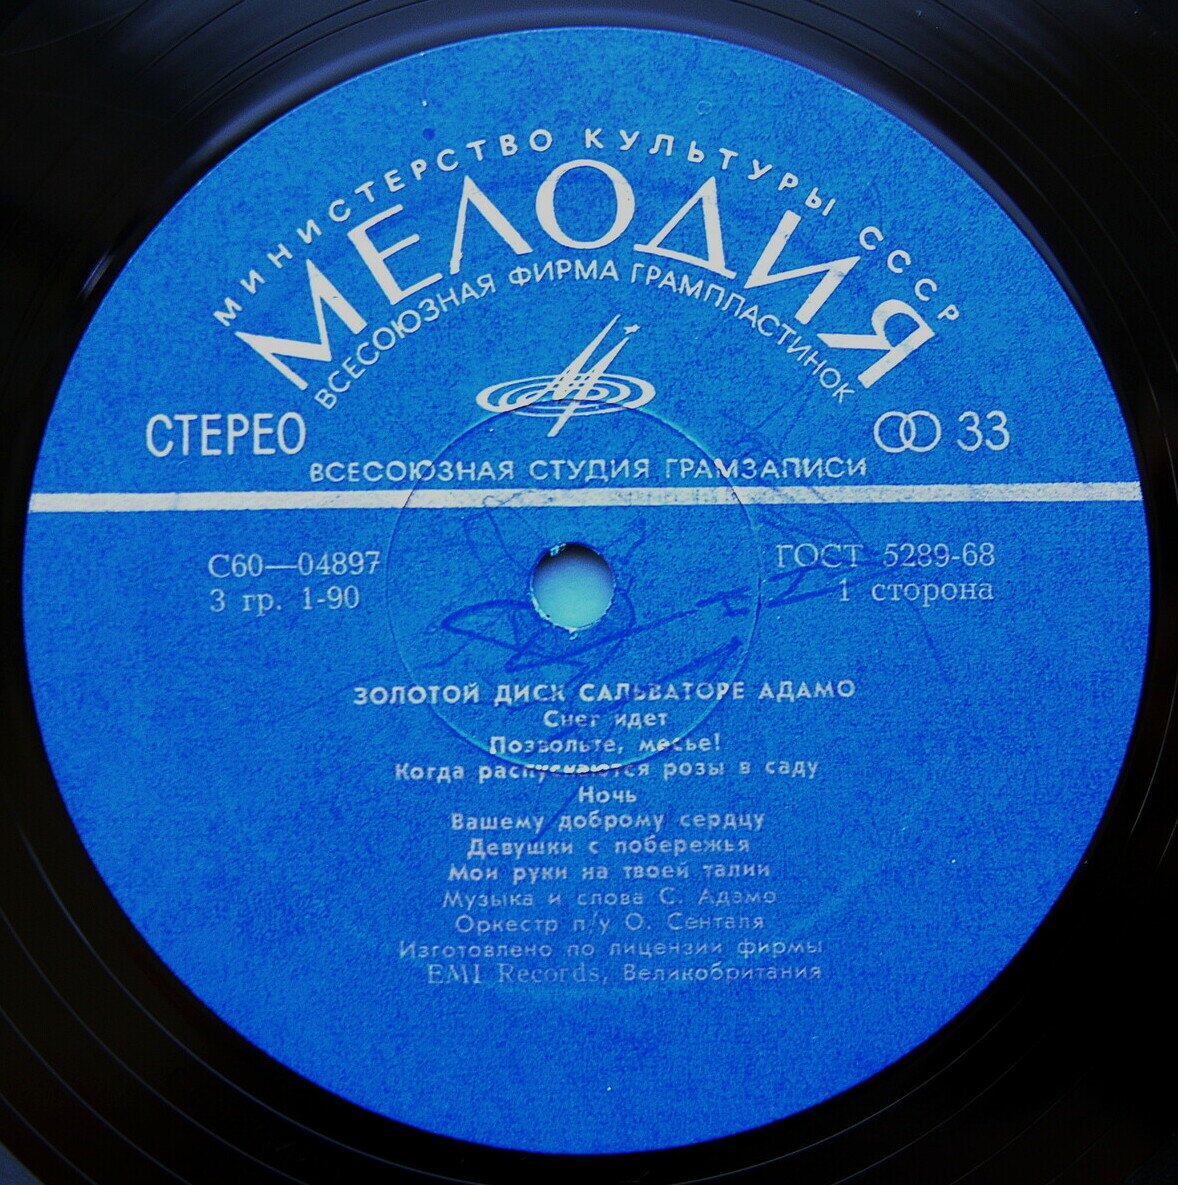 МИНИСТЕРСТВО КУЛЬТУРЫ СССР
МЕЛОДИЯ
ВСЕСОЮЗНАЯ ФИРМА ГРАМПЛАСТИНОК
СТЕРЕО
33
ВСЕСОЮЗНАЯ СТУДИЯ ГРАМЗАПИСИ
С60—04897
ГОСТ 5289-68
3 гр. 1-90
1 сторона
ЗОЛОТОЙ ДИСК САЛЬВАТОРЕ АДАМО
Снег идет
Позвольте, месье!
Когда распускаются розы в саду
Ночь
Вашему доброму сердцу
Девушки с побережья
Мои руки на твоей талии
Музыка и слова С. Адамо
Оркестр п/у О. Сенталя
Изготовлено по лицензии фирмы
EMI Records, Великобритания